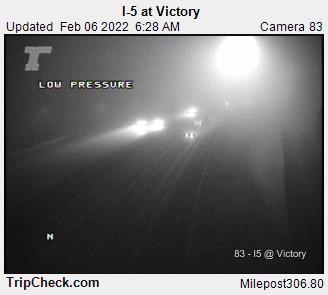 I-5 at Victory
Updated Feb 06 2022 6:28 AM Camera 83
T
LOW PRESSURE
N
83 - I5 @ Victory
TripCheck.com Milepost306.80